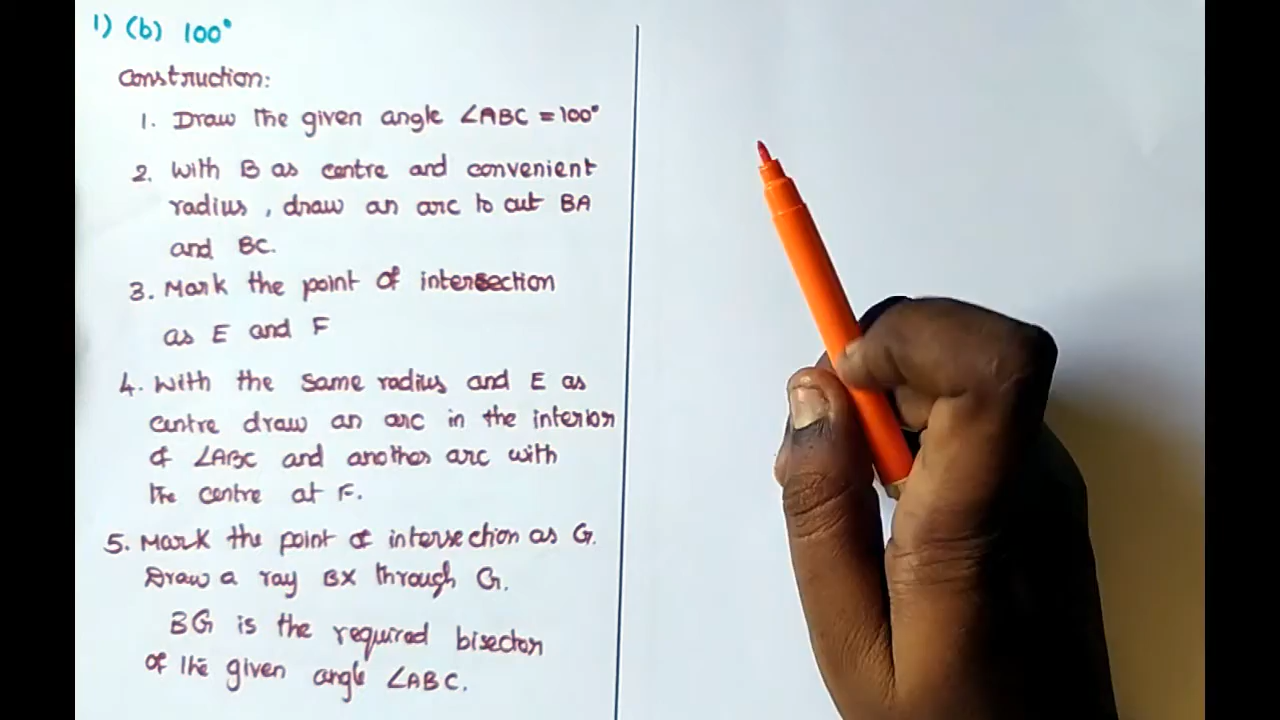 1) (b) 100°
Construction:
1. Draw the given angle ∠ABC = 100°
2. With B as centre and convenient
radius, draw an arc to cut BA
and BC.
3. Mark the point of intersection
as E and F
4. With the same radius and E as
centre draw an arc in the interior
of ∠ABC and another arc with
the centre at F.
5. Mark the point of intersection as G.
Draw a ray BX through G.
BG is the required bisector
of the given angle ∠ABC.